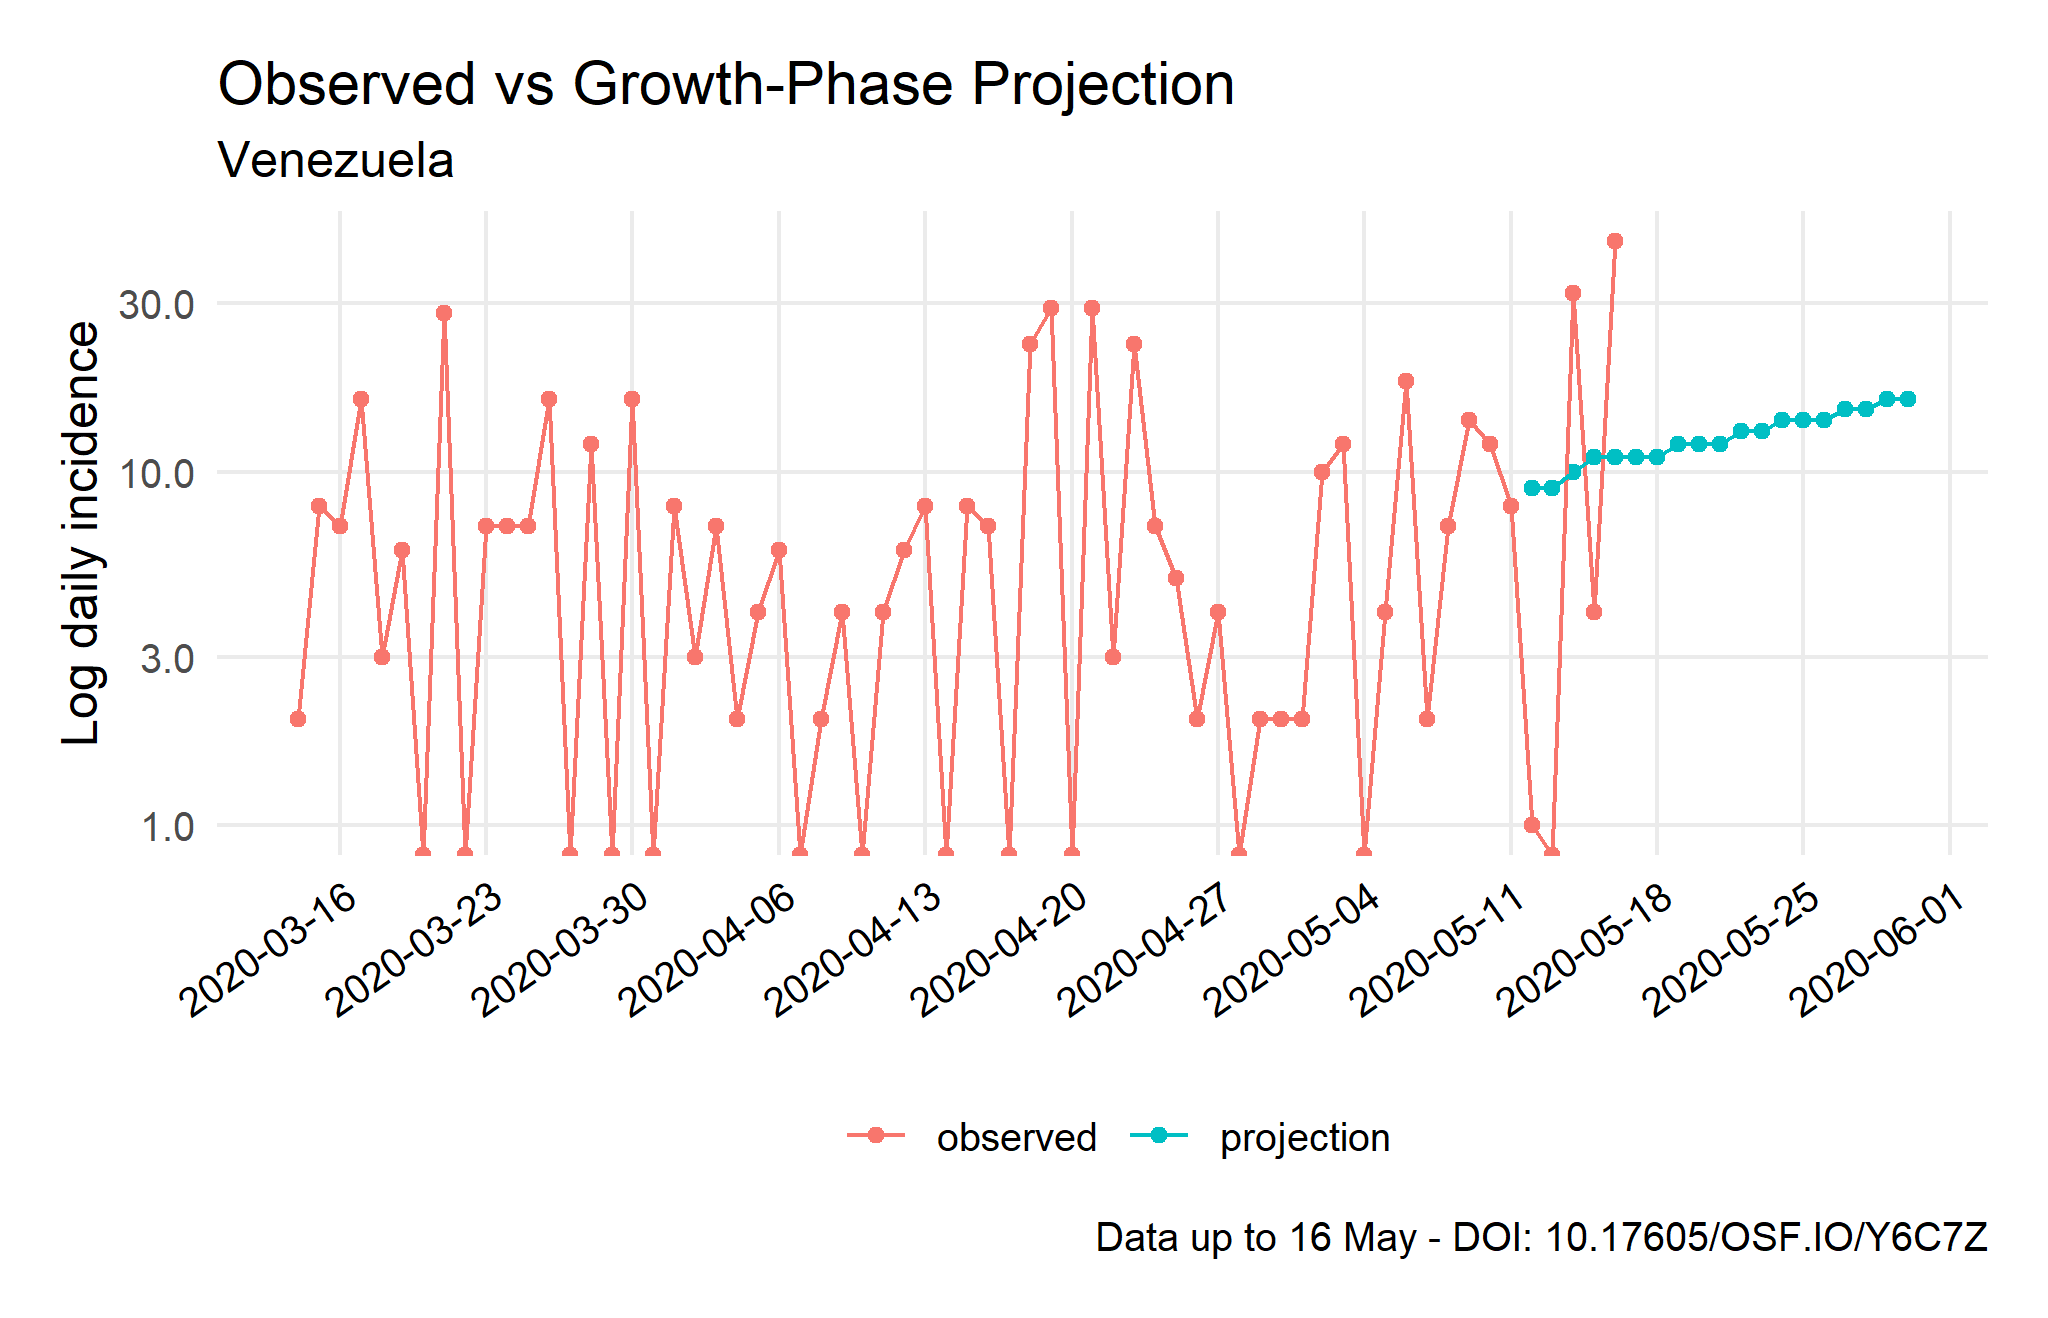 Observed vs Growth-Phase Projection
Venezuela
Log daily incidence
30.0
10.0
3.0
1.0
2020-03-16
2020-03-23
2020-03-30
2020-04-06
2020-04-13
2020-04-20
2020-04-27
2020-05-04
2020-05-11
2020-05-18
2020-05-25
2020-06-01
observed
projection
Data up to 16 May - DOI: 10.17605/OSF.IO/Y6C7Z